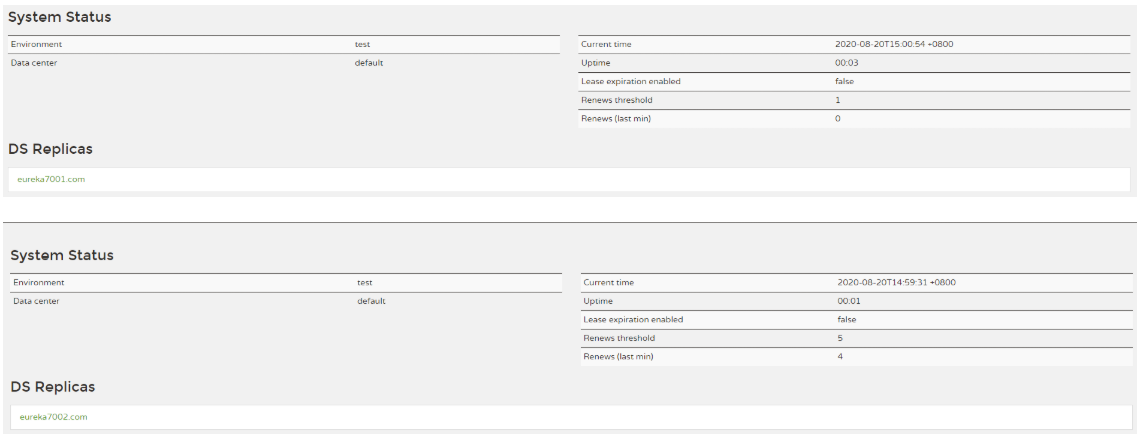 System Status
Environment test Current time 2020-08-20T15:00:54 +0800
Data center default Uptime 00:03
Lease expiration enabled false
Renews threshold 1
Renews (last min) 0
DS Replicas
eureka7001.com
System Status
Environment test Current time 2020-08-20T14:59:31 +0800
Data center default Uptime 00:01
Lease expiration enabled false
Renews threshold 5
Renews (last min) 4
DS Replicas
eureka7002.com